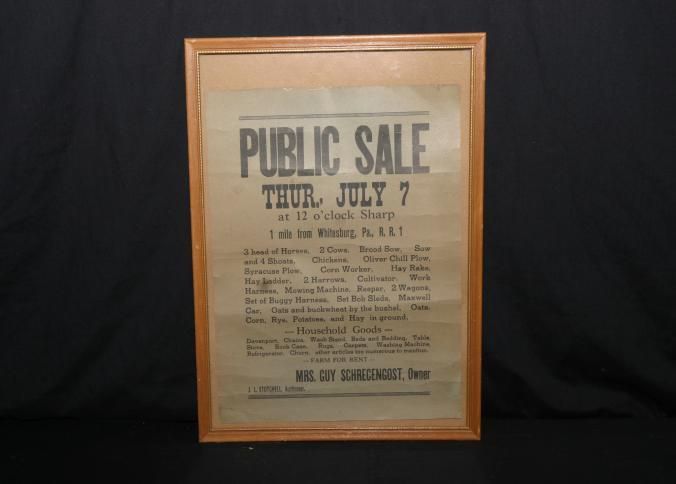 PUBLIC SALE
THUR., JULY 7
at 12 o'clock Sharp
1 mile from Whitesburg, Pa., R. R. 1
3 head of Horses, 2 Cows, Brood Sow, Sow
and 4 Shoats, Chickens, Oliver Chill Plow,
Syracuse Plow, Corn Worker, Hay Rake,
Hay Ladder, 2 Harrows, Cultivator, Work
Harness, Mowing Machine, Reaper, 2 Wagons,
Set of Buggy Harness, Set Bob Sleds, Maxwell
Car, Oats and buckwheat by the bushel, Oats,
Corn, Rye, Potatoes, and Hay in ground,
— Household Goods —
Davenport, Chairs, Wash Stand, Beds and Bedding, Table,
Stove, Book Case, Rugs, Carpets, Washing Machine,
Refrigerator, Churn, other articles too numerous to mention.
— FARM FOR RENT —
MRS. GUY SCHRECENGOST, Owner
J. L. Auctioneer.